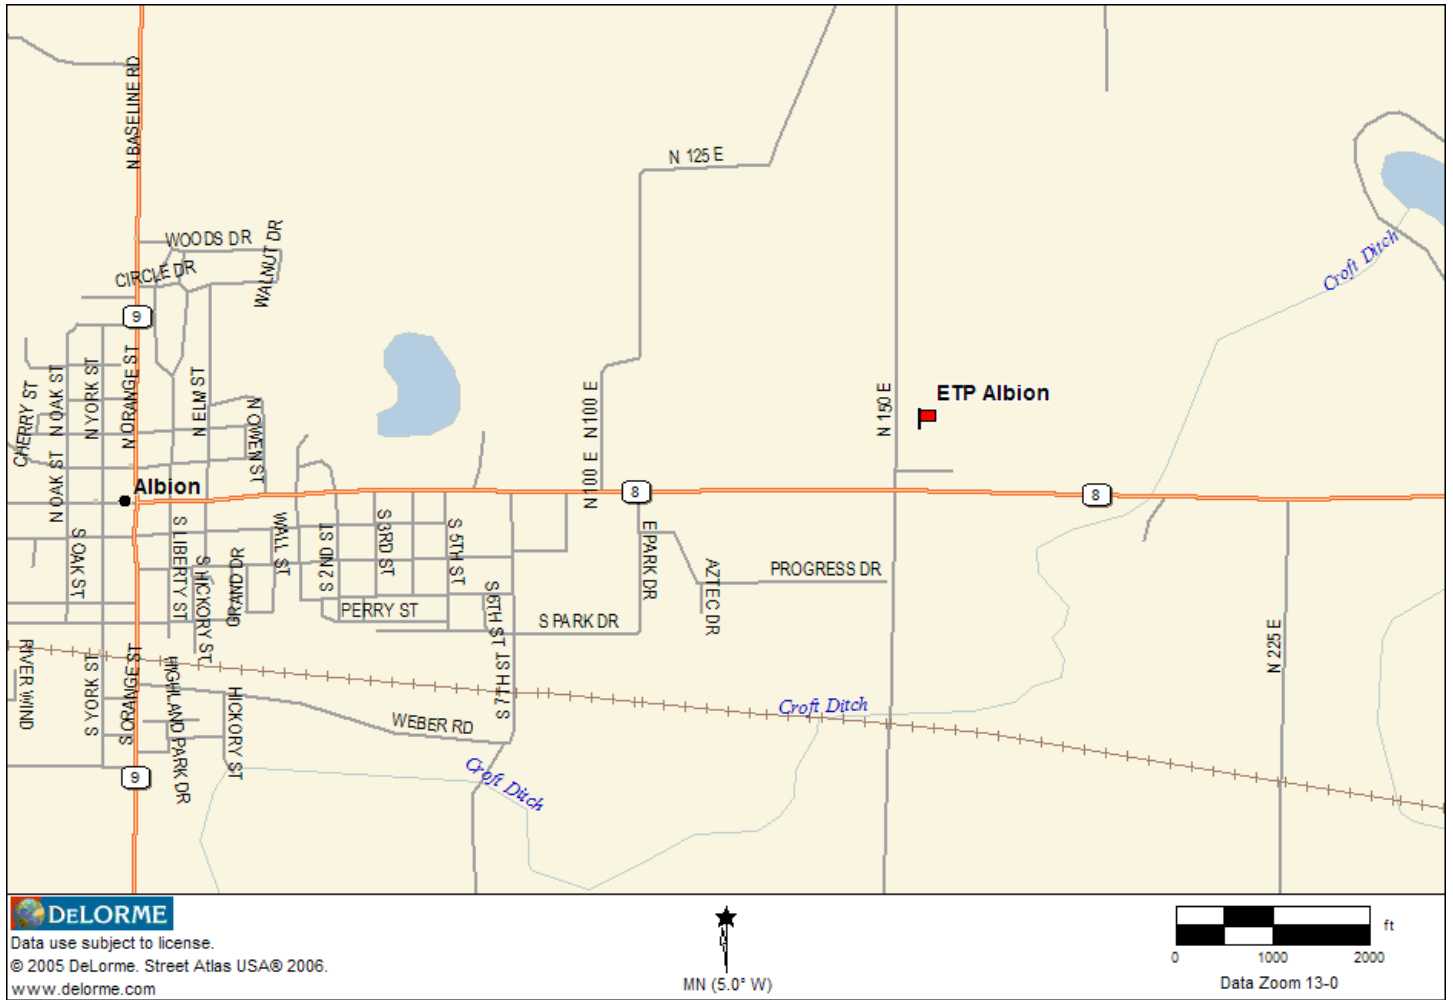 N BASELINE RD
N 125 E
WOODS DR
WALNUT DR
CIRCLE DR
Croft Ditch
9
N ORANGE ST
N YORK ST
N OAK ST
CHERRY ST
N ELM ST
N OWEN ST
N 100 E
N 150 E
ETP Albion
N OAK ST
Albion
N 100 E
8
8
S OAK ST
S LIBERTY ST
S HICKORY ST
GRAND DR
WALL ST
S 2ND ST
S 3RD ST
S 5TH ST
S 6TH ST
E PARK DR
AZTEC DR
PROGRESS DR
PERRY ST
S PARK DR
N 225 E
RIVER WIND
S YORK ST
S ORANGE ST
HIGHLAND PARK DR
HICKORY ST
S 7TH ST
WEBER RD
Croft Ditch
Croft Ditch
9
DELORME
Data use subject to license.
© 2005 DeLorme. Street Atlas USA® 2006.
www.delorme.com
MN (5.0° W)
ft
0 1000 2000
Data Zoom 13-0